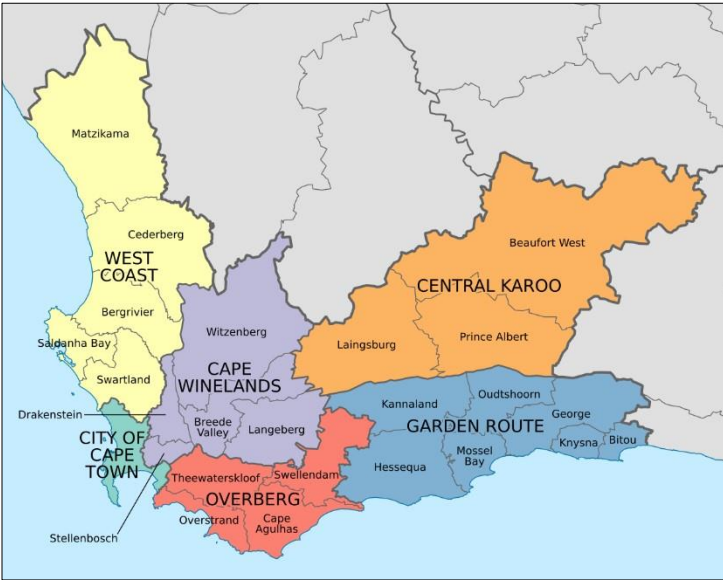 Matzikama
Cederberg
WEST
COAST
Bergrivier
Saldanha Bay
Swartland
Beaufort West
CENTRAL KAROO
Prince Albert
Laingsburg
Witzenberg
CAPE
WINELANDS
Drakenstein
Breede
Valley
Langeberg
CITY OF
CAPE
TOWN
Stellenbosch
Kannaland
Oudtshoorn
George
GARDEN ROUTE
Knysna
Bitou
Mossel
Bay
Hessequa
Theewaterskloof
Swellendam
OVERBERG
Overstrand
Cape
Agulhas